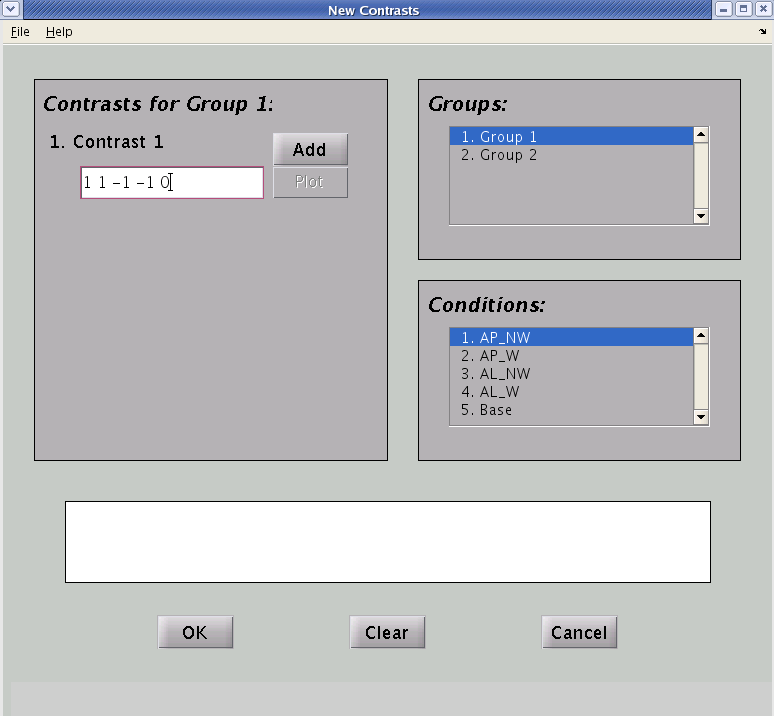 New Contrasts
File Help
Contrasts for Group 1:
1. Contrast 1
Add
1 1 -1 -1 0
Plot
Groups:
1. Group 1
2. Group 2
Conditions:
1. AP_NW
2. AP_W
3. AL_NW
4. AL_W
5. Base
OK
Clear
Cancel